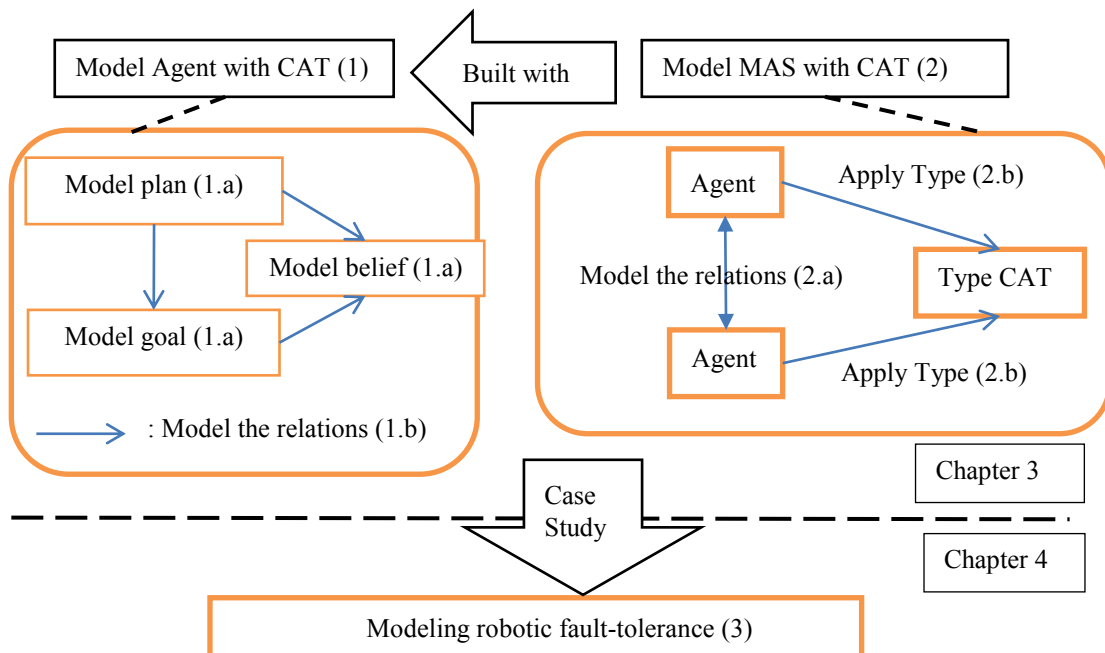 Model Agent with CAT (1)
Built with
Model MAS with CAT (2)
Model plan (1.a)
Model belief (1.a)
Model goal (1.a)
: Model the relations (1.b)
Agent
Apply Type (2.b)
Model the relations (2.a)
Type CAT
Agent
Apply Type (2.b)
Chapter 3
Case
Study
Chapter 4
Modeling robotic fault-tolerance (3)